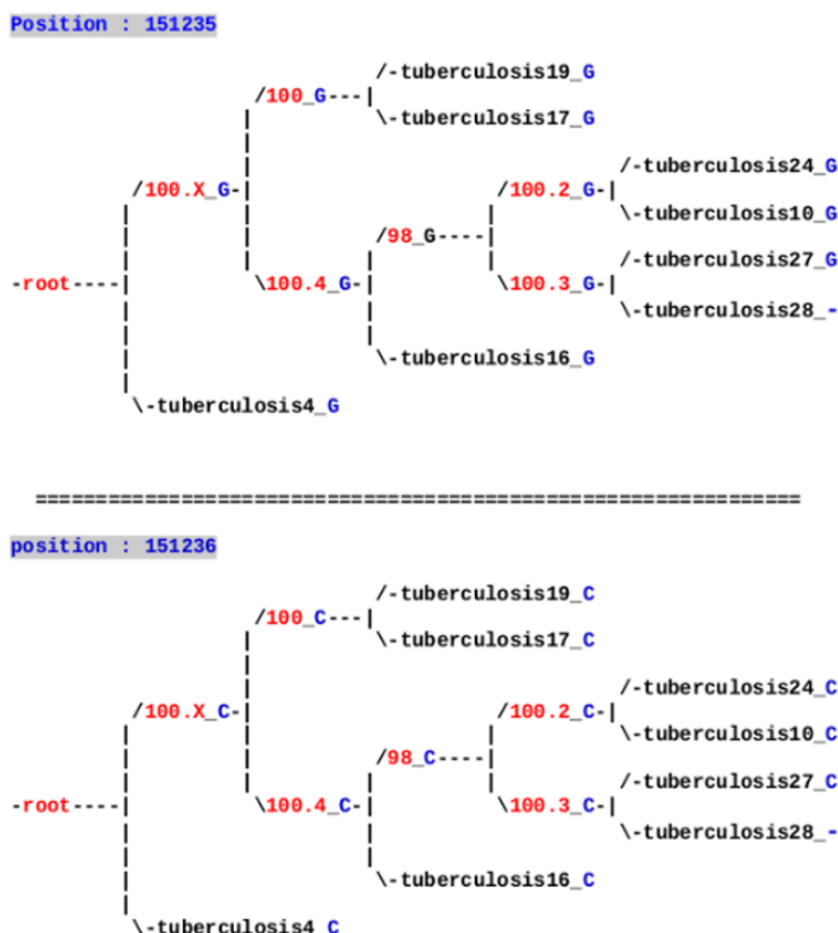 Position : 151235
/-tuberculosis19_G
/100_G---|
\-tuberculosis17_G
/-tuberculosis24_G
/100.X_G-|
/100.2_G-|
\-tuberculosis10_G
/98_G----|
/-tuberculosis27_G
-root----|
\100.4_G-|
\100.3_G-|
\-tuberculosis28_-
\-tuberculosis16_G
\-tuberculosis4_G
================================================================
position : 151236
/-tuberculosis19_C
/100_C---|
\-tuberculosis17_C
/-tuberculosis24_C
/100.X_C-|
/100.2_C-|
\-tuberculosis10_C
/98_C----|
/-tuberculosis27_C
-root----|
\100.4_C-|
\100.3_C-|
\-tuberculosis28_-
\-tuberculosis16_C
\-tuberculosis4_C